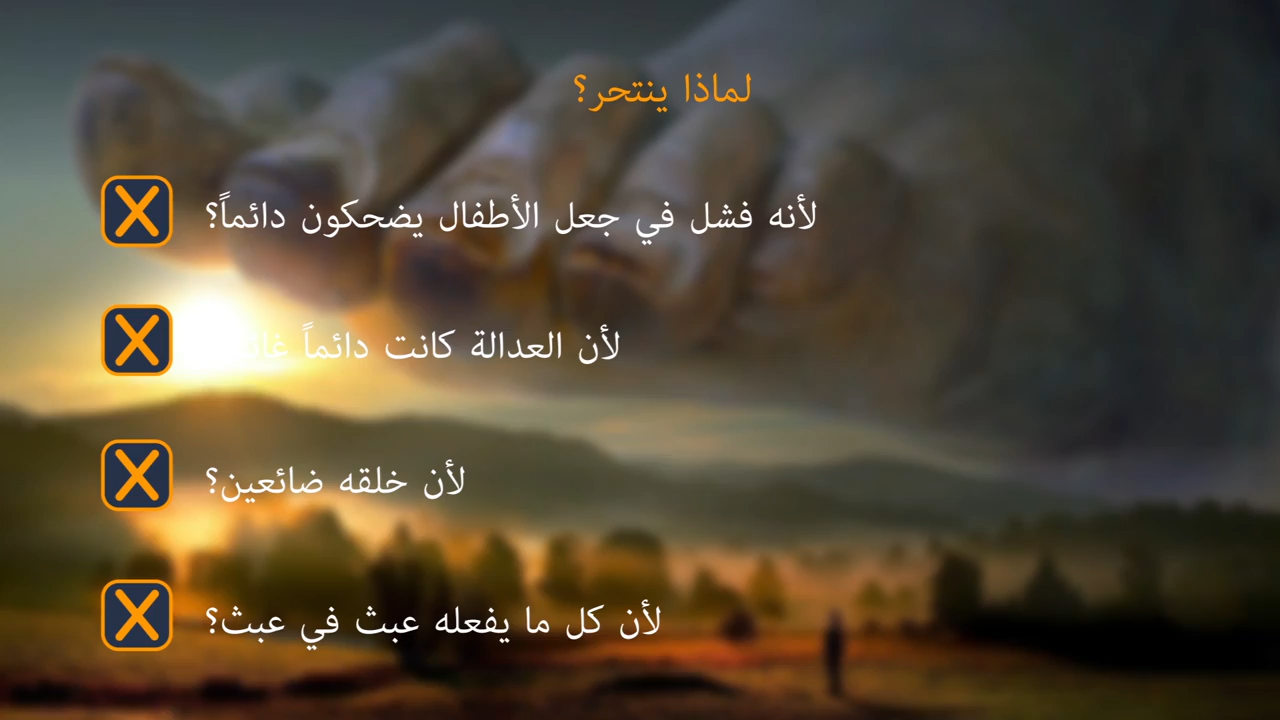 لماذا ينتحر؟
لأنه فشل في جعل الأطفال يضحكون دائماً؟
لأن العدالة كانت دائماً
لأن خلقه ضائعين؟
لأن كل ما يفعله عبث في عبث؟